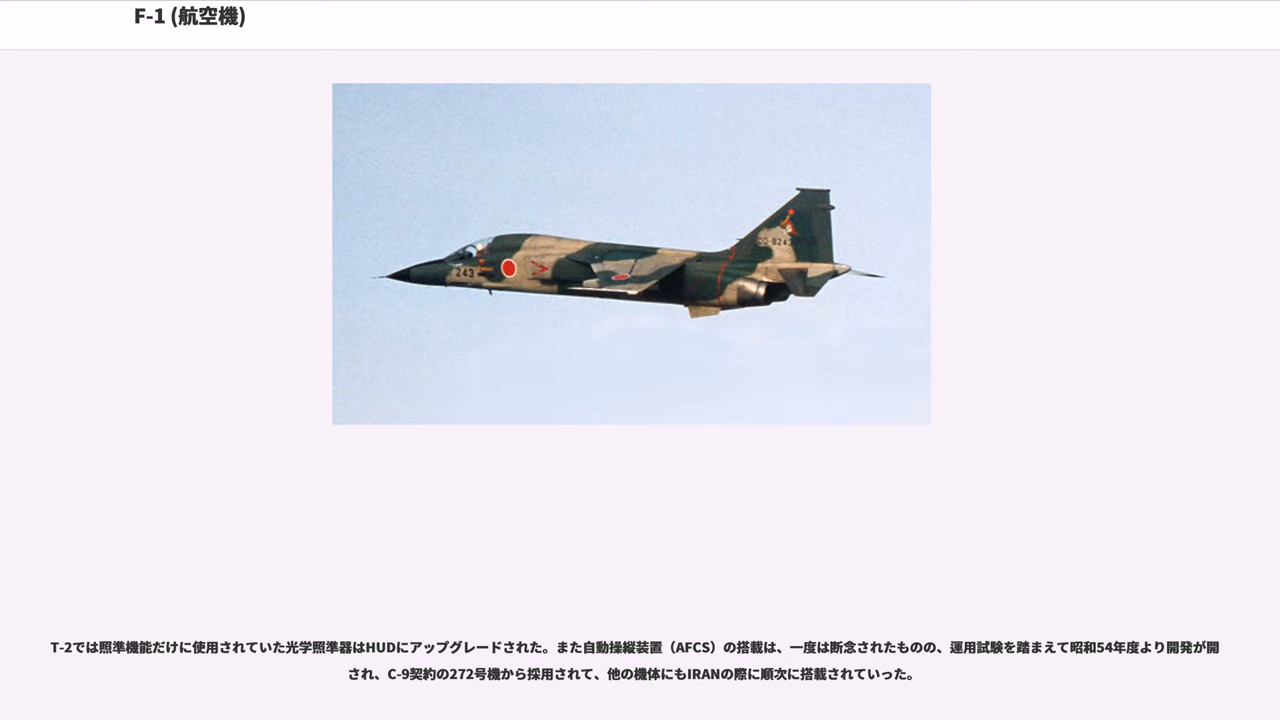 F-1 (航空機)
243
T-2では照準機能だけに使用されていた光学照準器はHUDにアップグレードされた。また自動操縦装置（AFCS）の搭載は、一度は断念されたものの、運用試験を踏まえて昭和54年度より開発が開
され、C-9契約の272号機から採用されて、他の機体にもIRANの際に順次に搭載されていった。